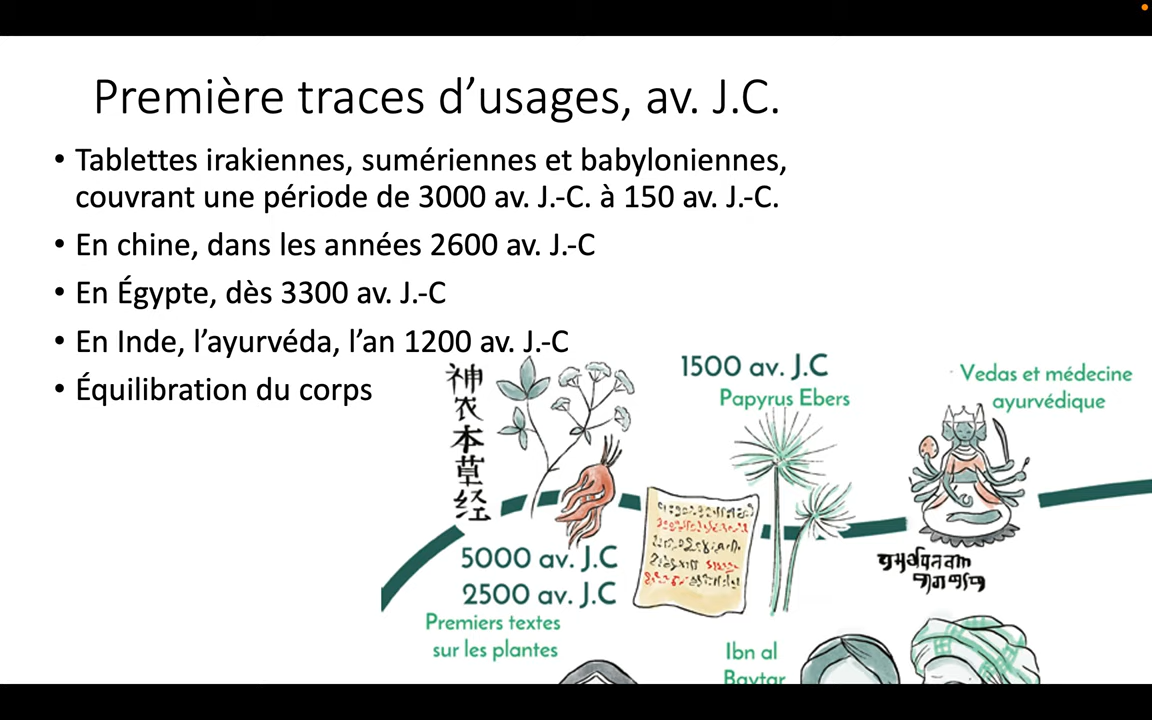 Première traces d’usages, av. J.C.
• Tablettes irakiennes, sumériennes et babyloniennes,
couvrant une période de 3000 av. J.-C. à 150 av. J.-C.
• En chine, dans les années 2600 av. J.-C
• En Égypte, dès 3300 av. J.-C
• En Inde, l’ayurvéda, l’an 1200 av. J.-C
• Équilibration du corps
神农本草经
5000 av. J.C
2500 av. J.C
Premiers textes
sur les plantes
1500 av. J.C
Papyrus Ebers
Vedas et médecine
ayurvédique
Ibn al
Baytar